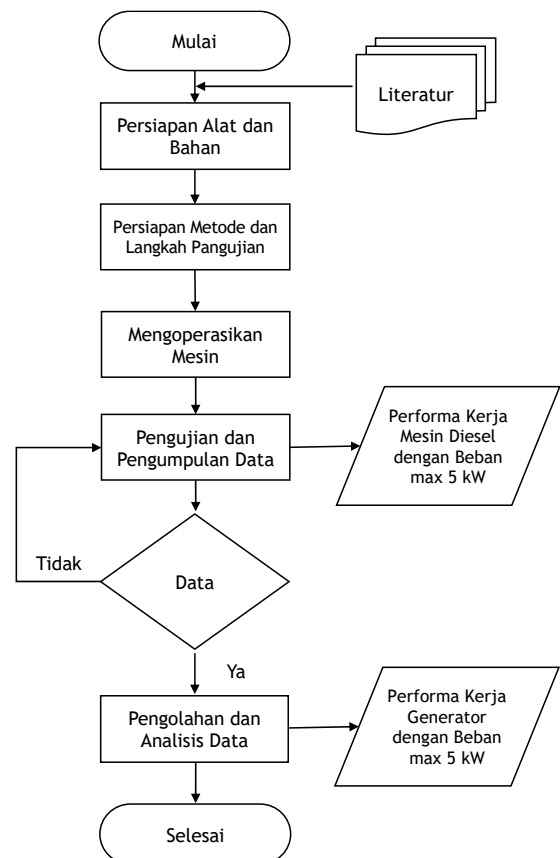 Mulai
Literatur
Persiapan Alat dan
Bahan
Persiapan Metode dan
Langkah Pangujian
Mengoperasikan
Mesin
Pengujian dan
Pengumpulan Data
Performa Kerja
Mesin Diesel
dengan Beban
max 5 kW
Tidak
Data
Ya
Pengolahan dan
Analisis Data
Performa Kerja
Generator
dengan Beban
max 5 kW
Selesai